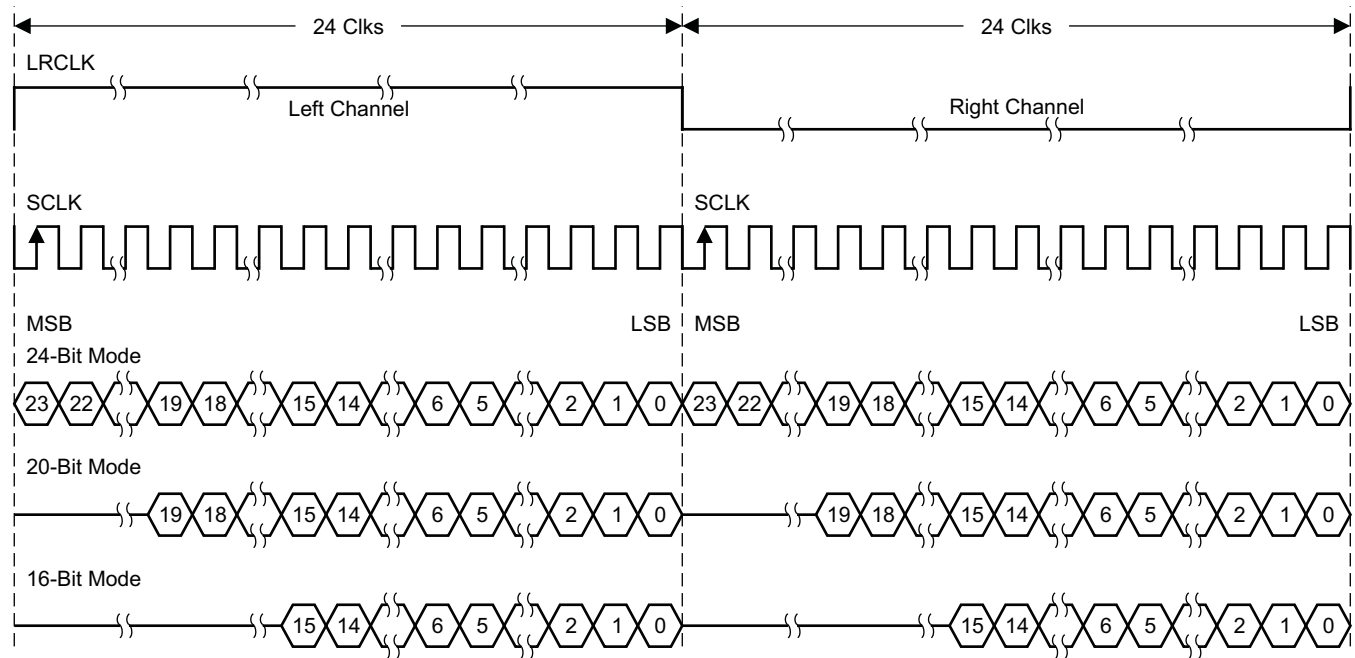 24 Clks 24 Clks
LRCLK
Left Channel Right Channel
SCLK SCLK
MSB LSB MSB LSB
24-Bit Mode
23 22 19 18 15 14 6 5 2 1 0 23 22 19 18 15 14 6 5 2 1 0
20-Bit Mode
19 18 15 14 6 5 2 1 0 19 18 15 14 6 5 2 1 0
16-Bit Mode
15 14 6 5 2 1 0 15 14 6 5 2 1 0